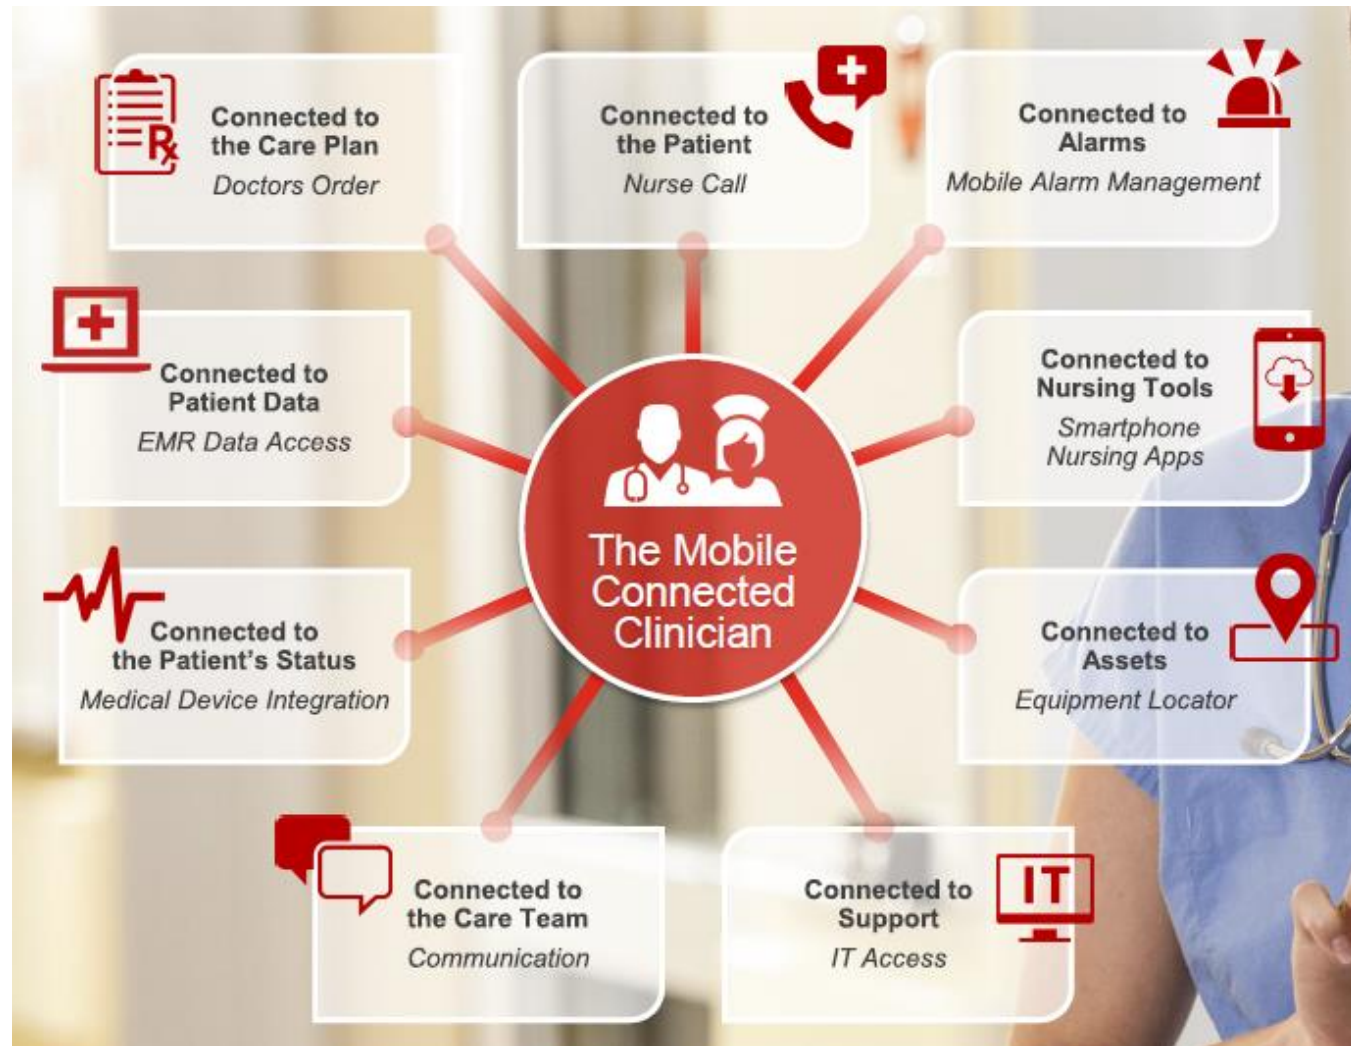 Connected to
the Care Plan
Doctors Order
Rx
Connected to
the Patient
Nurse Call
Connected to
Alarms
Mobile Alarm Management
Connected to
Patient Data
EMR Data Access
The Mobile
Connected
Clinician
Connected to
Nursing Tools
Smartphone
Nursing Apps
Connected to
the Patient's Status
Medical Device Integration
Connected to
Assets
Equipment Locator
Connected to
the Care Team
Communication
Connected to
Support
IT Access
IT